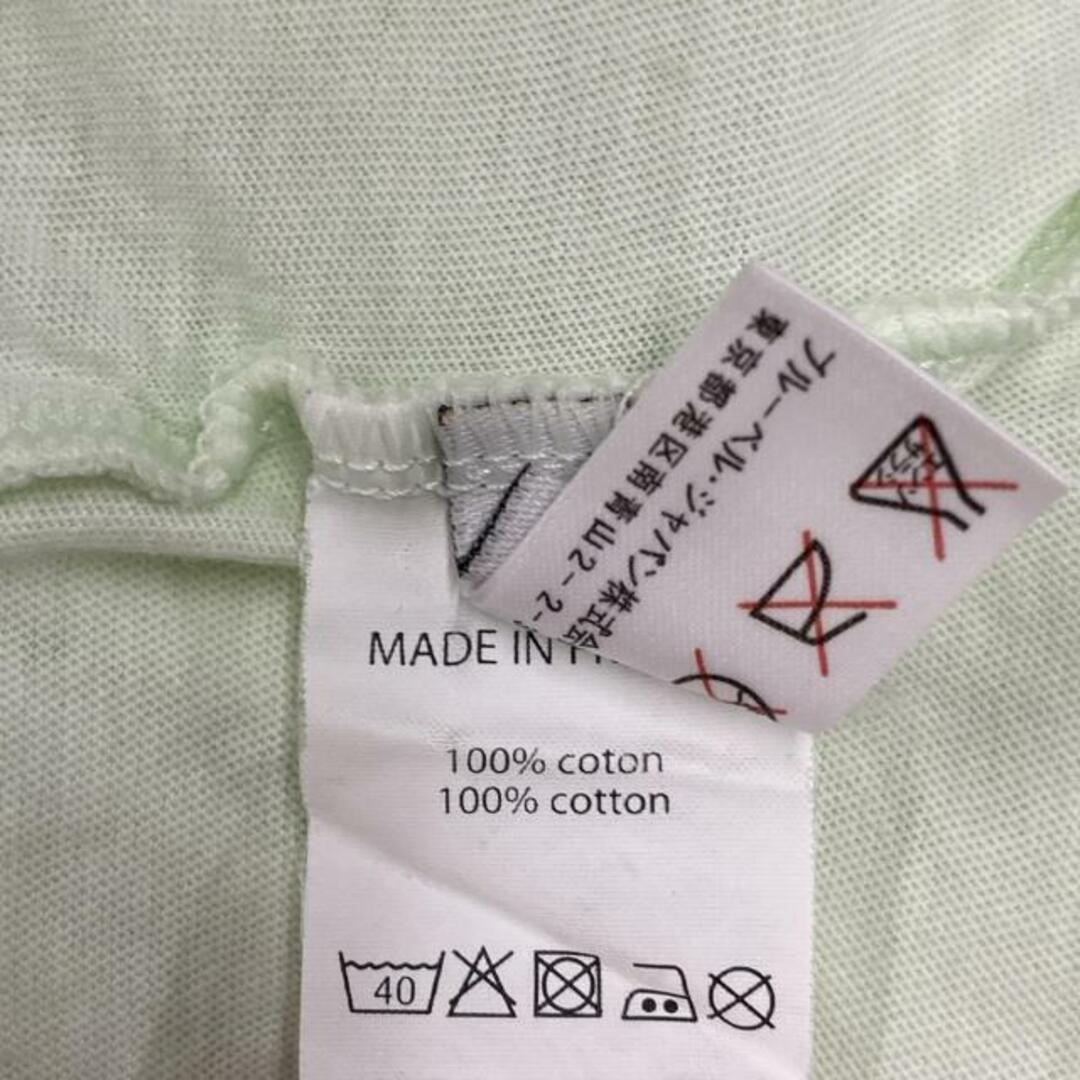 ブルーベル・ジャパン株式会
東京都港区南青山2-2-
MADE IN
100% coton
100% cotton
40